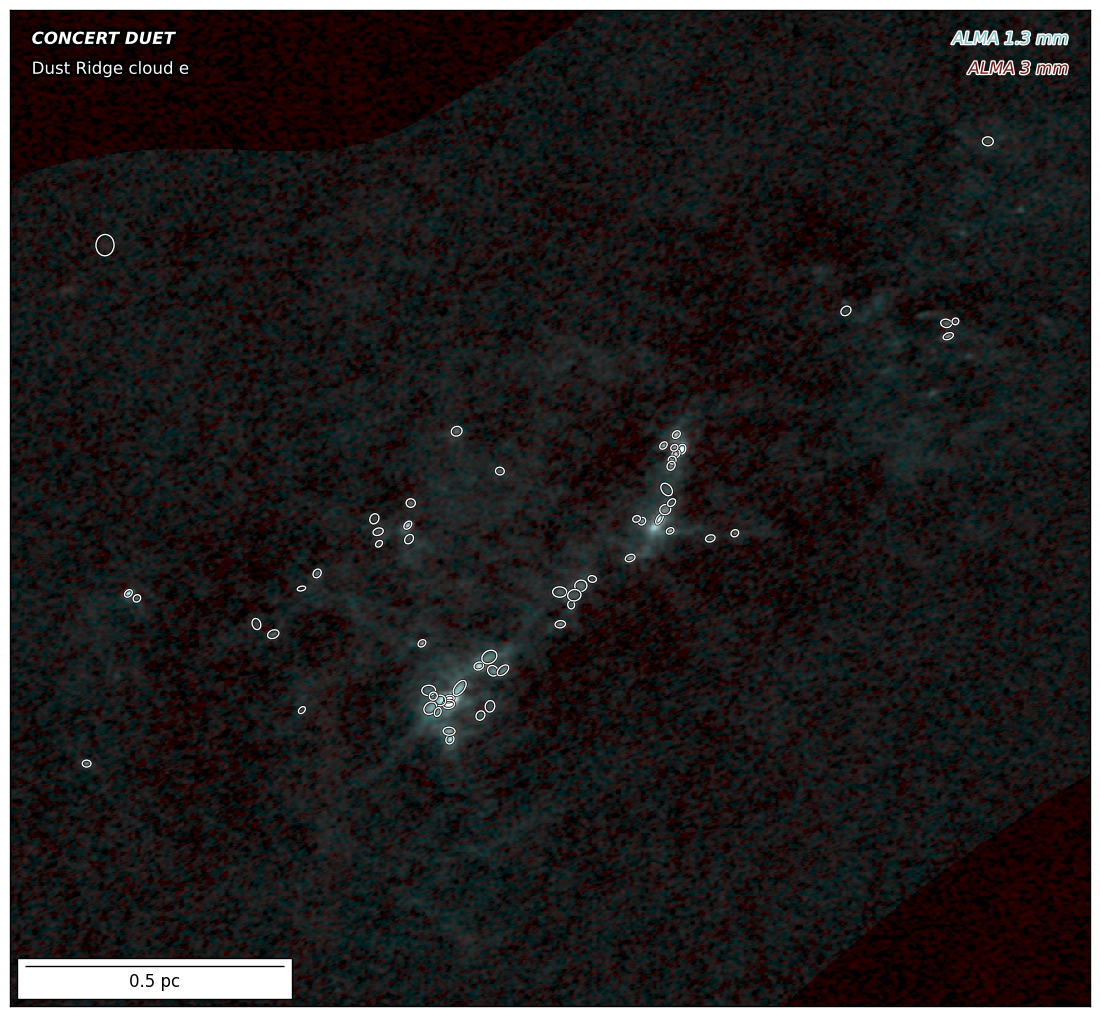 CONCERT DUET
Dust Ridge cloud e
ALMA 1.3 mm
ALMA 3 mm
0.5 pc